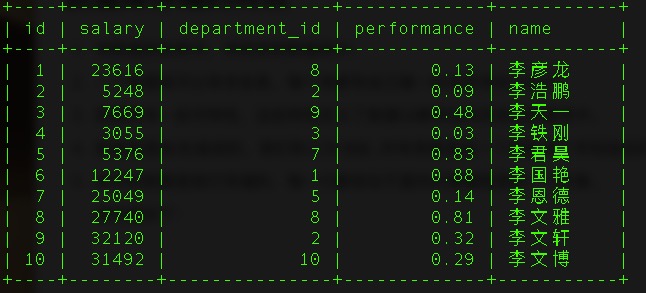 +----+--------+---------------+-------------+-----------+
| id | salary | department_id | performance | name      |
+----+--------+---------------+-------------+-----------+
|  1 |  23616 |             8 |        0.13 | 李彦龙    |
|  2 |   5248 |             2 |        0.09 | 李浩鹏    |
|  3 |   7669 |             9 |        0.48 | 李天一    |
|  4 |   3055 |             3 |        0.03 | 李铁刚    |
|  5 |   5376 |             7 |        0.83 | 李君昊    |
|  6 |  12247 |             1 |        0.88 | 李国艳    |
|  7 |  25049 |             5 |        0.14 | 李恩德    |
|  8 |  27740 |             8 |        0.81 | 李文雅    |
|  9 |  32120 |             2 |        0.32 | 李文轩    |
| 10 |  31492 |            10 |        0.29 | 李文博    |
+----+--------+---------------+-------------+-----------+